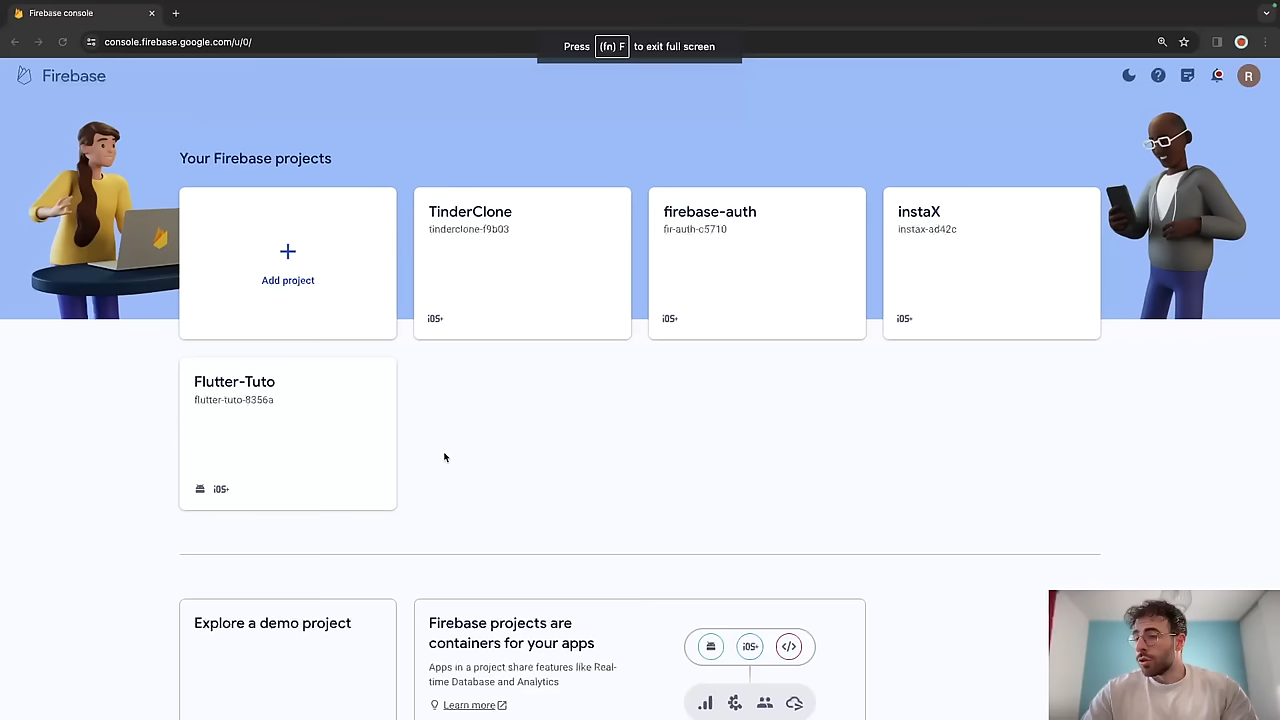 Firebase console
console.firebase.google.com/u/0/
Press (fn) F to exit full screen
Firebase
R
Your Firebase projects
Add project
TinderClone
tinderclone-f9b03
iOS+
firebase-auth
fir-auth-c5710
iOS+
instaX
instax-ad42c
iOS+
Flutter-Tuto
flutter-tuto-8356a
iOS+
Explore a demo project
Firebase projects are
containers for your apps
Apps in a project share features like Real-
time Database and Analytics
Learn more
iOS+